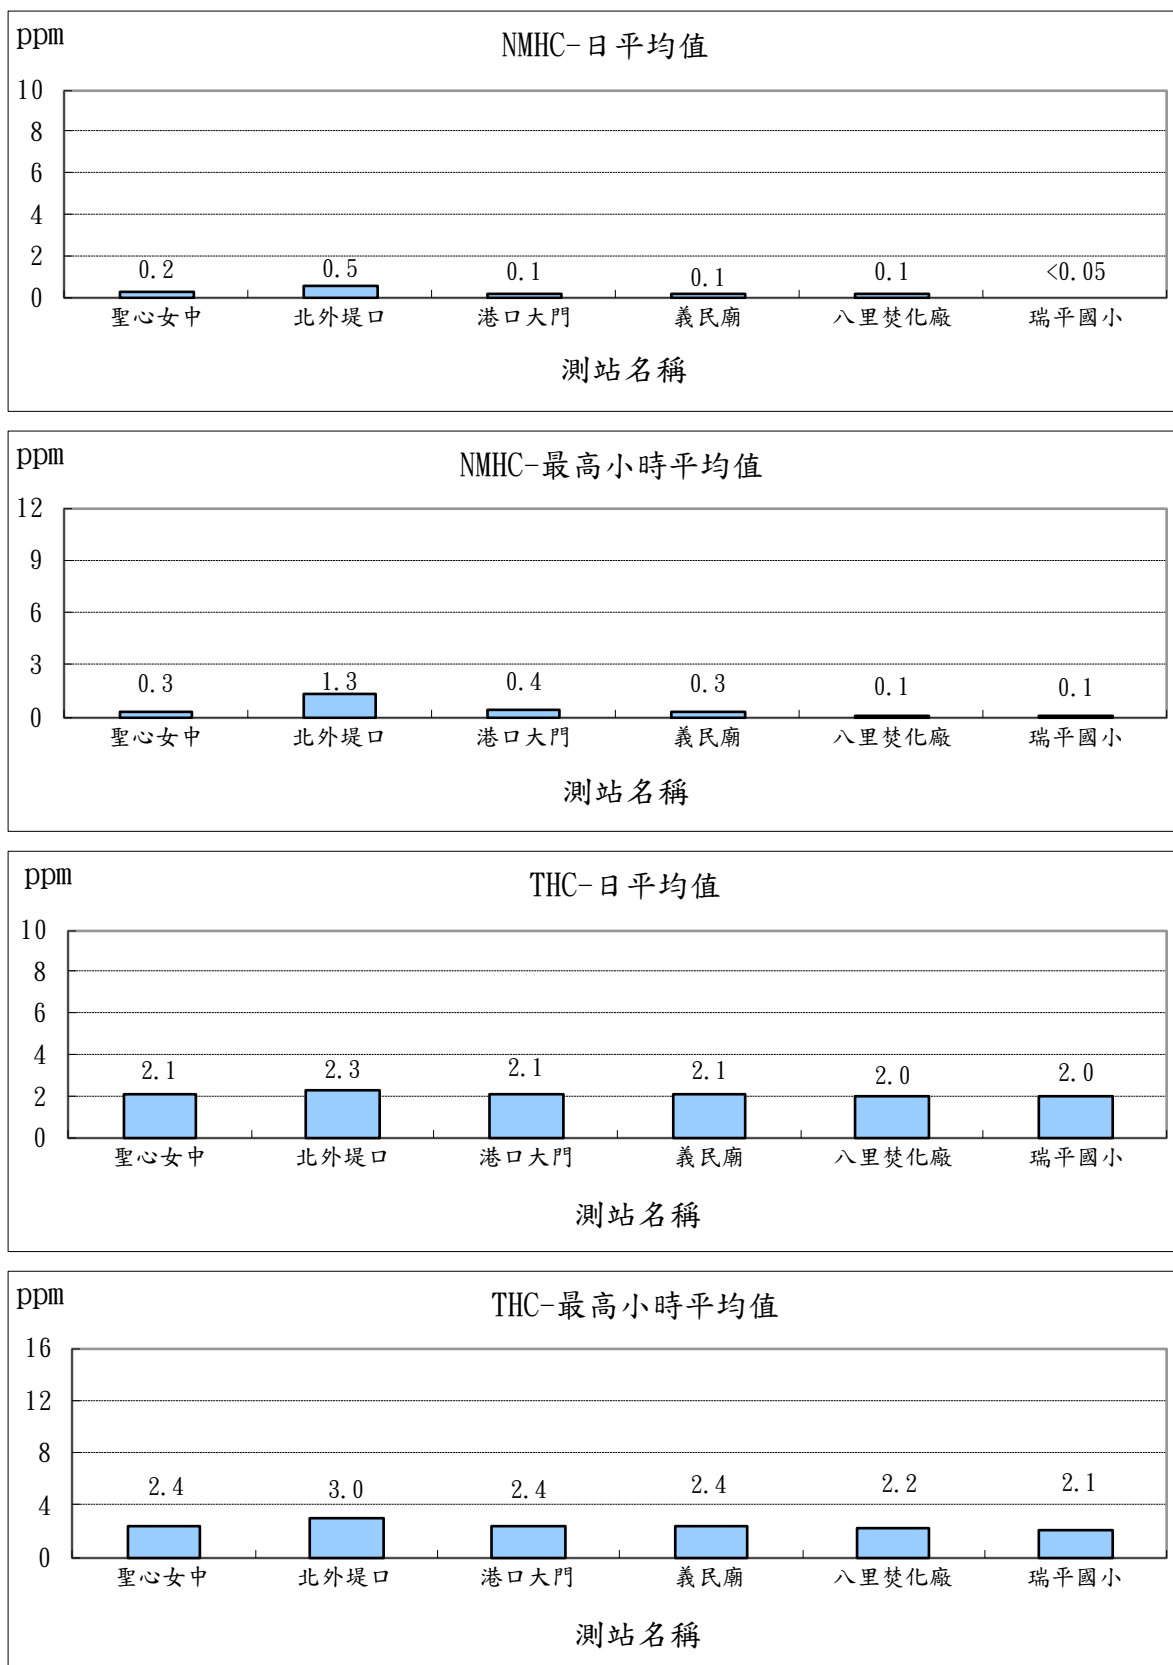 ppm
NMHC-日平均值
10
8
6
4
2
0
0.2 0.5 0.1 0.1 0.1 <0.05
聖心女中 北外堤口 港口大門 義民廟 八里焚化廠 瑞平國小
測站名稱
ppm
NMHC-最高小時平均值
12
9
6
3
0
0.3 1.3 0.4 0.3 0.1 0.1
聖心女中 北外堤口 港口大門 義民廟 八里焚化廠 瑞平國小
測站名稱
ppm
THC-日平均值
10
8
6
4
2
0
2.1 2.3 2.1 2.1 2.0 2.0
聖心女中 北外堤口 港口大門 義民廟 八里焚化廠 瑞平國小
測站名稱
ppm
THC-最高小時平均值
16
12
8
4
0
2.4 3.0 2.4 2.4 2.2 2.1
聖心女中 北外堤口 港口大門 義民廟 八里焚化廠 瑞平國小
測站名稱